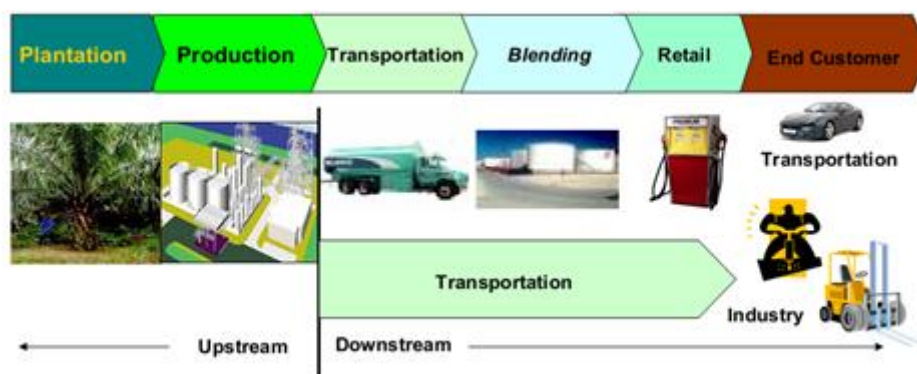 Plantation
Production
Transportation
Blending
Retail
End Customer
Transportation
Transportation
Industry
Upstream
Downstream